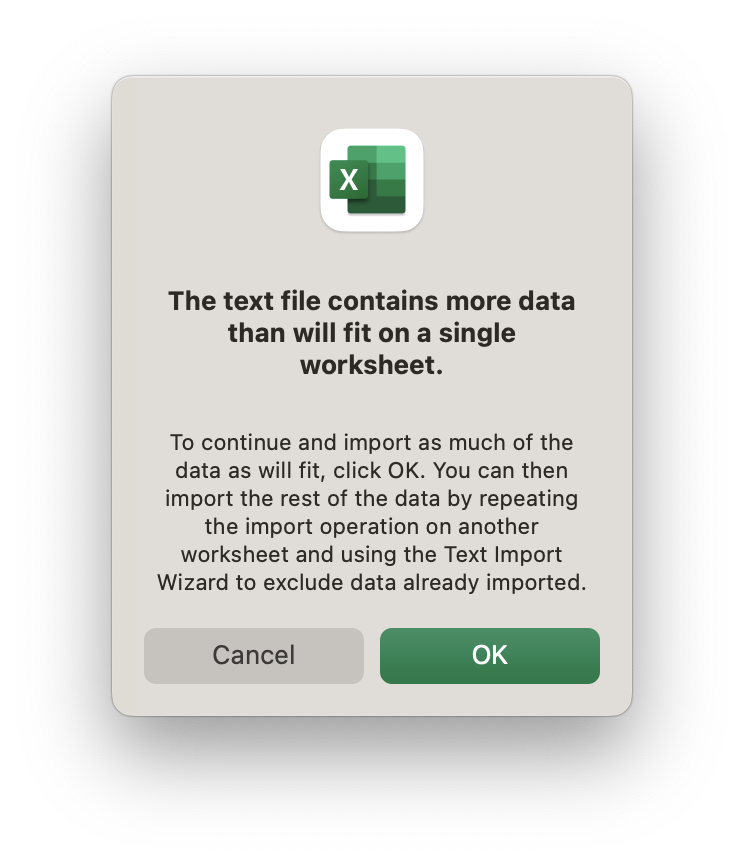 X
The text file contains more data
than will fit on a single
worksheet.
To continue and import as much of the
data as will fit, click OK. You can then
import the rest of the data by repeating
the import operation on another
worksheet and using the Text Import
Wizard to exclude data already imported.
Cancel
OK